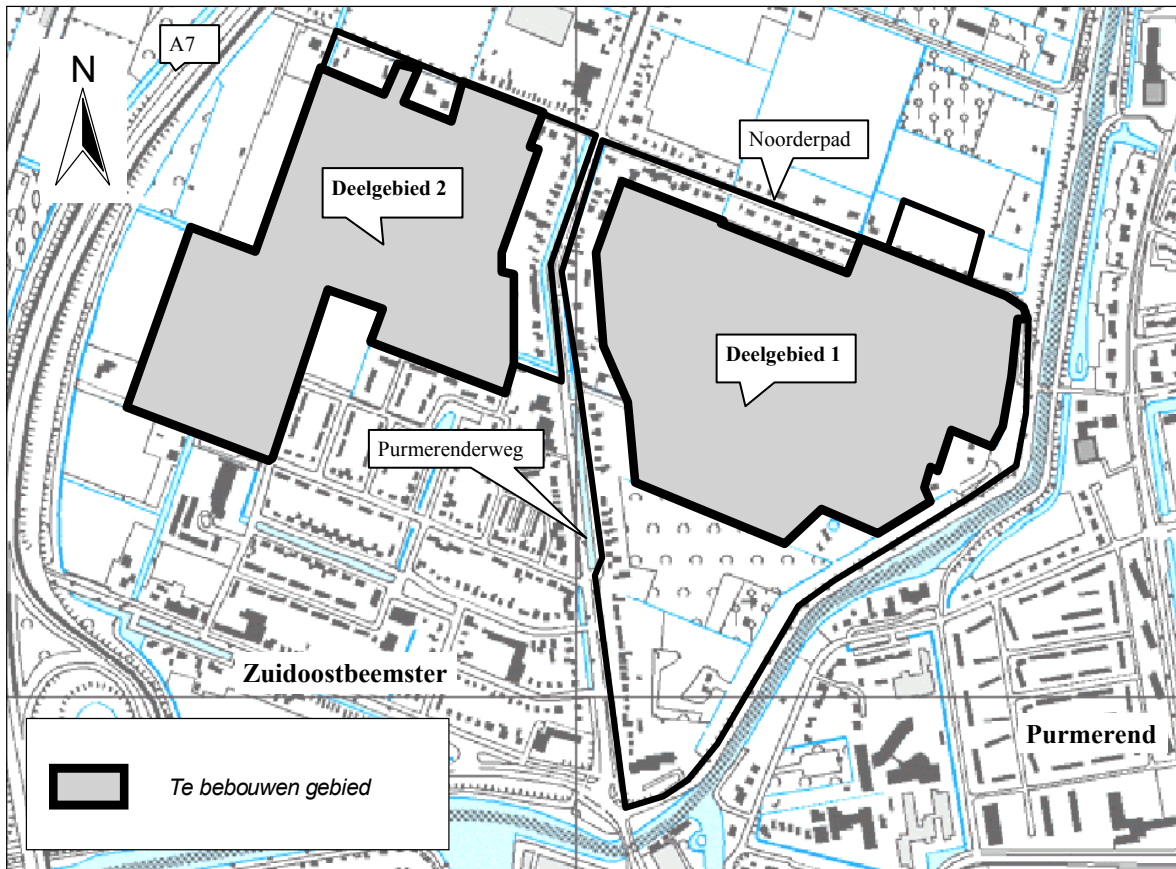 A7
N
Noorderpad
Deelgebied 2
Deelgebied 1
Purmerenderweg
Zuidoostbeemster
Purmerend
Te bebouwen gebied